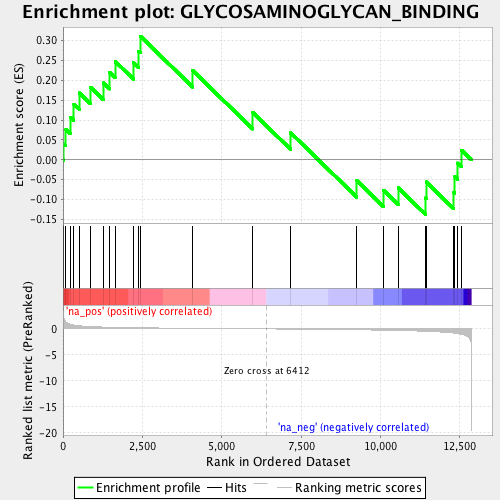 Enrichment plot: GLYCOSAMINOGLYCAN_BINDING
Enrichment score (ES)
0.30
0.25
0.20
0.15
0.10
0.05
0.00
-0.05
-0.10
-0.15
'na_pos' (positively correlated)
Ranked list metric (PreRanked)
0
-5
-10
-15
-20
Zero cross at 6412
'na_neg' (negatively correlated)
0
2,500
5,000
7,500
10,000
12,500
Rank in Ordered Dataset
Enrichment profile
Hits
Ranking metric scores